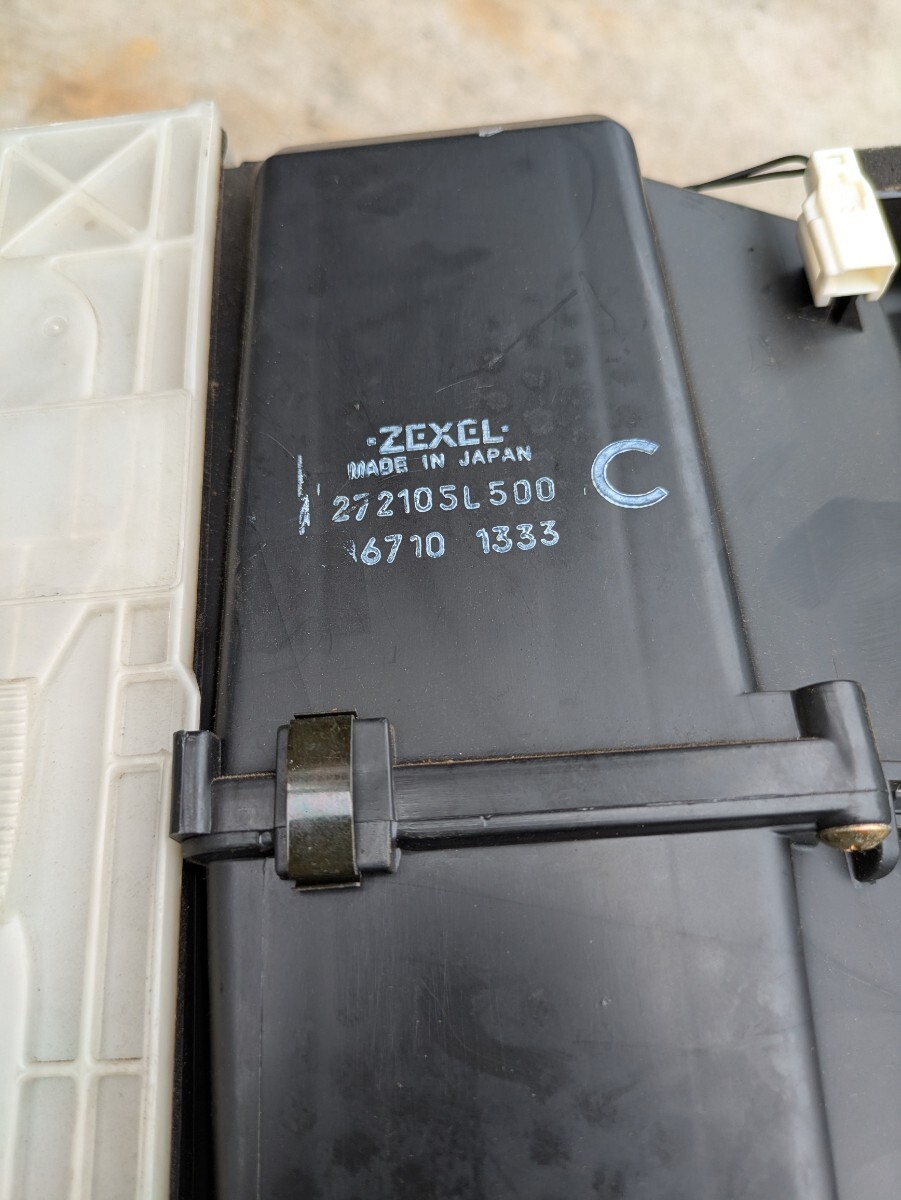 ·ZEXEL·
MADE IN JAPAN
272105L500
6710 1333
C